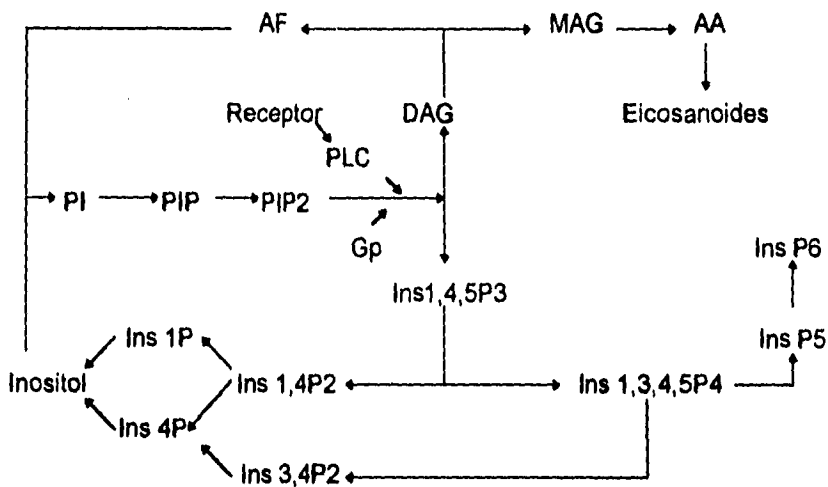 AF MAG AA
Receptor DAG Eicosanoides
PLC
PI PIP PIP2
Gp
Ins P6
Ins1,4,5P3
Ins 1P Ins P5
Inositol Ins 1,4P2 Ins 1,3,4,5P4
Ins 4P
Ins 3,4P2